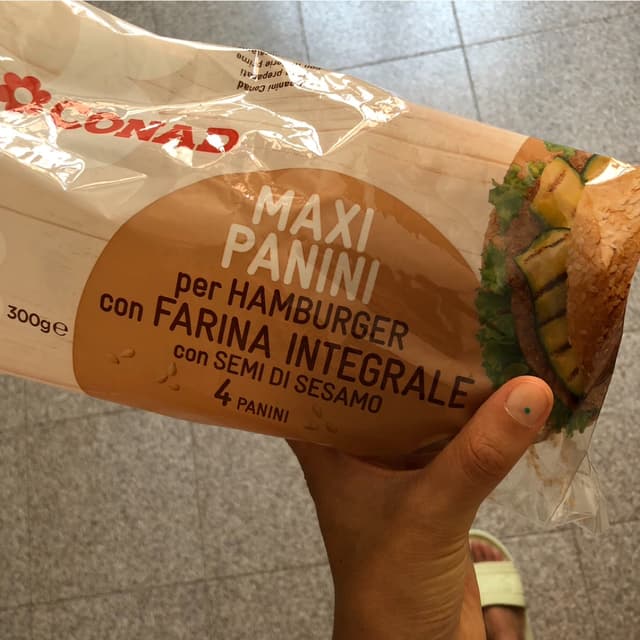 CONAD
MAXI
PANINI
per HAMBURGER
con FARINA INTEGRALE
con SEMI DI SESAMO
4 PANINI
300g e